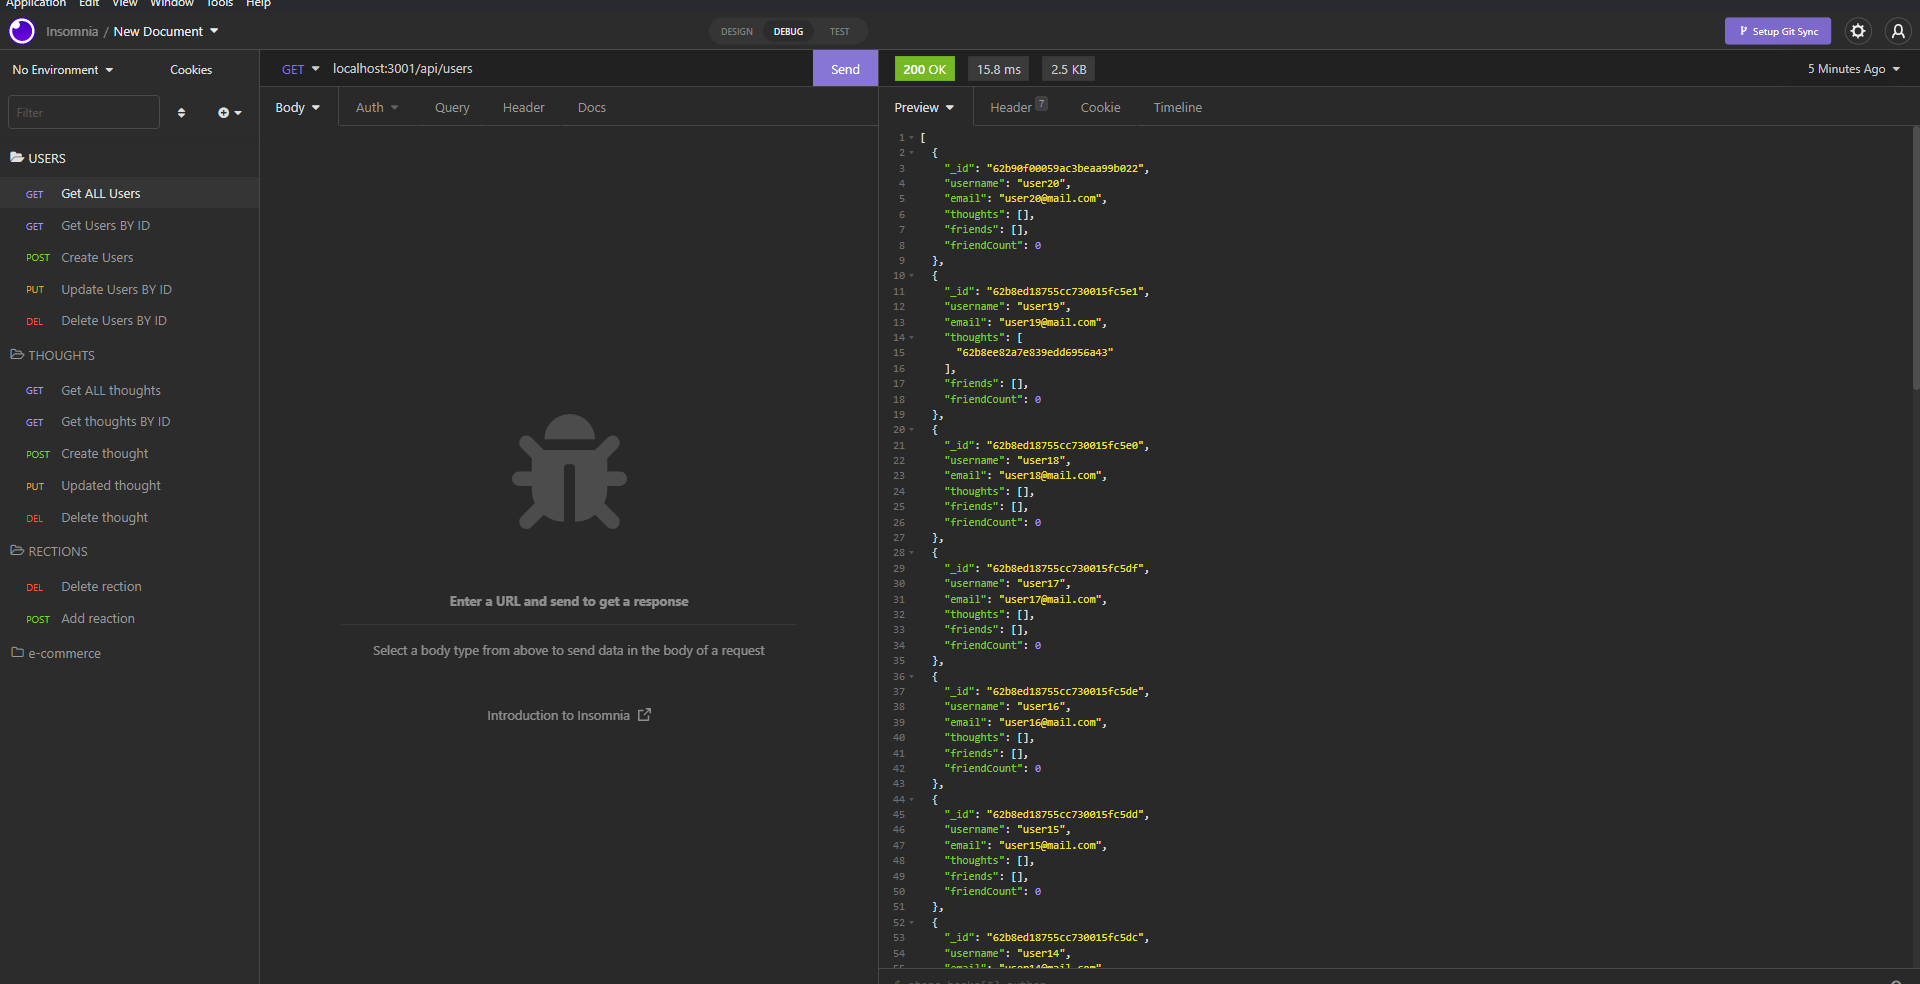 Application Edit View Window Tools Help
Insomnia / New Document
DESIGN DEBUG TEST
Setup Git Sync
No Environment Cookies
GET localhost:3001/api/users Send
200 OK 15.8 ms 2.5 KB 5 Minutes Ago
Filter
Body Auth Query Header Docs
Preview Header 7 Cookie Timeline
USERS
GET Get ALL Users
GET Get Users BY ID
POST Create Users
PUT Update Users BY ID
DEL Delete Users BY ID
THOUGHTS
GET Get ALL thoughts
GET Get thoughts BY ID
POST Create thought
PUT Updated thought
DEL Delete thought
RECTIONS
DEL Delete rection
POST Add reaction
e-commerce
Enter a URL and send to get a response
Select a body type from above to send data in the body of a request
Introduction to Insomnia
1 [
2 {
3 "_id": "62b90f00059ac3beaa99b022",
4 "username": "user20",
5 "email": "user20@mail.com",
6 "thoughts": [],
7 "friends": [],
8 "friendCount": 0
9 },
10 {
11 "_id": "62b8ed18755cc730015fc5e1",
12 "username": "user19",
13 "email": "user19@mail.com",
14 "thoughts": [
15 "62b8ee82a7e839edd6956a43"
16 ],
17 "friends": [],
18 "friendCount": 0
19 },
20 {
21 "_id": "62b8ed18755cc730015fc5e0",
22 "username": "user18",
23 "email": "user18@mail.com",
24 "thoughts": [],
25 "friends": [],
26 "friendCount": 0
27 },
28 {
29 "_id": "62b8ed18755cc730015fc5df",
30 "username": "user17",
31 "email": "user17@mail.com",
32 "thoughts": [],
33 "friends": [],
34 "friendCount": 0
35 },
36 {
37 "_id": "62b8ed18755cc730015fc5de",
38 "username": "user16",
39 "email": "user16@mail.com",
40 "thoughts": [],
41 "friends": [],
42 "friendCount": 0
43 },
44 {
45 "_id": "62b8ed18755cc730015fc5dd",
46 "username": "user15",
47 "email": "user15@mail.com",
48 "thoughts": [],
49 "friends": [],
50 "friendCount": 0
51 },
52 {
53 "_id": "62b8ed18755cc730015fc5dc",
54 "username": "user14",
55 "email": "user14@mail.com",